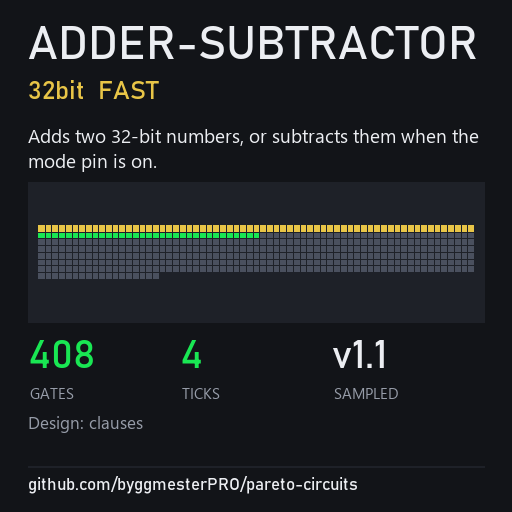 ADDER-SUBTRACTOR
32bit FAST
Adds two 32-bit numbers, or subtracts them when the
mode pin is on.
408 4 v1.1
GATES TICKS SAMPLED
Design: clauses
github.com/byggmesterPRO/pareto-circuits